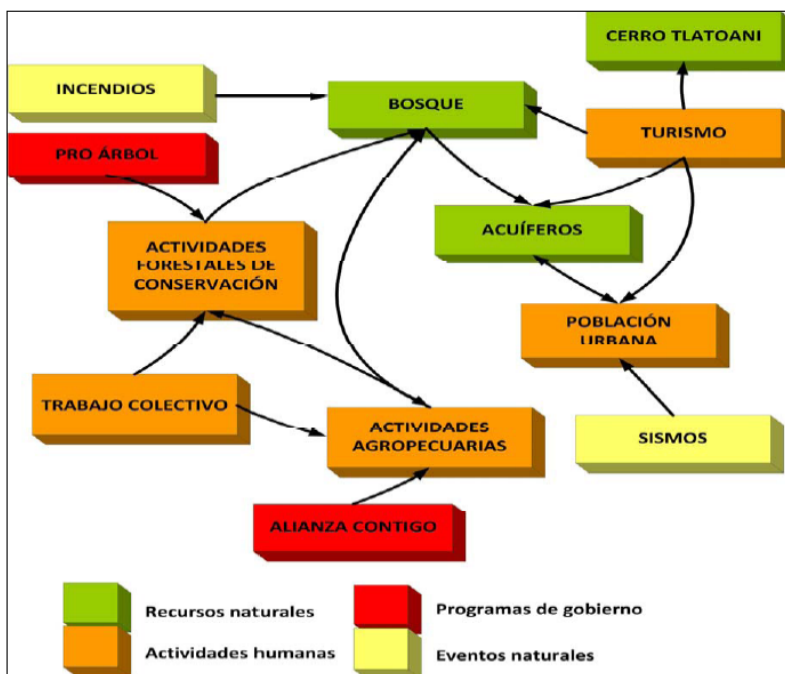 CERRO TLATOANI
INCENDIOS
BOSQUE
TURISMO
PRO ÁRBOL
ACTIVIDADES
FORESTALES DE
CONSERVACIÓN
ACUÍFEROS
POBLACIÓN
URBANA
TRABAJO COLECTIVO
ACTIVIDADES
AGROPECUARIAS
SISMOS
ALIANZA CONTIGO
Recursos naturales
Programas de gobierno
Actividades humanas
Eventos naturales